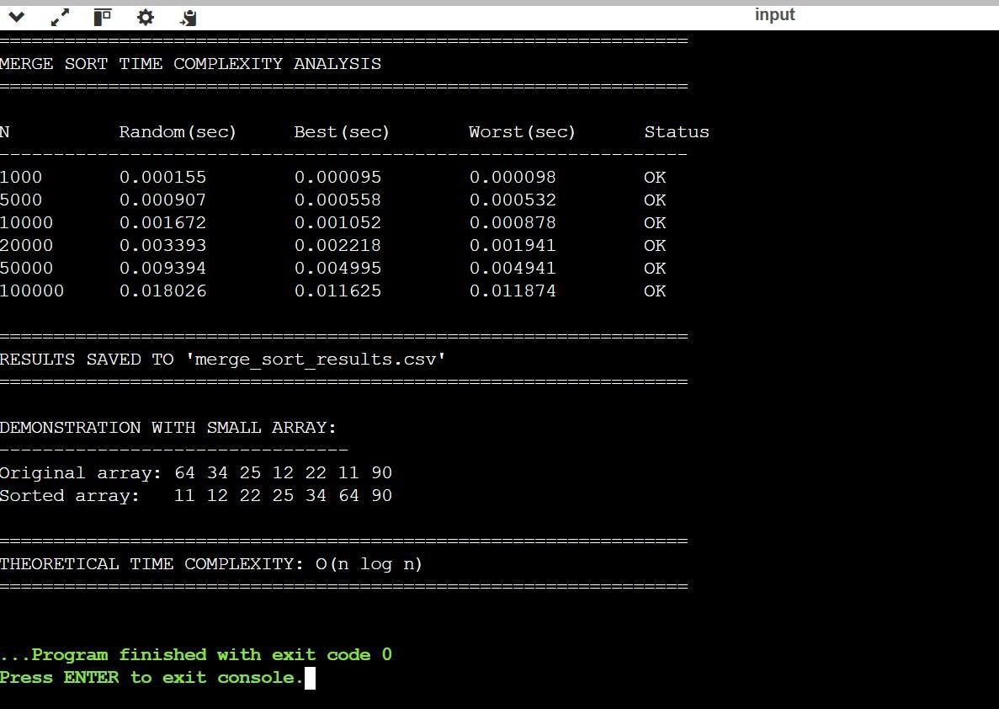 input
======================================================================
MERGE SORT TIME COMPLEXITY ANALYSIS
======================================================================
N Random(sec) Best(sec) Worst(sec) Status
----------------------------------------------------------------------
1000 0.000155 0.000095 0.000098 OK
5000 0.000907 0.000558 0.000532 OK
10000 0.001672 0.001052 0.000878 OK
20000 0.003393 0.002218 0.001941 OK
50000 0.009394 0.004995 0.004941 OK
100000 0.018026 0.011625 0.011874 OK
======================================================================
RESULTS SAVED TO 'merge_sort_results.csv'
======================================================================
DEMONSTRATION WITH SMALL ARRAY:
--------------------------------
Original array: 64 34 25 12 22 11 90
Sorted array: 11 12 22 25 34 64 90
======================================================================
THEORETICAL TIME COMPLEXITY: O(n log n)
======================================================================
...Program finished with exit code 0
Press ENTER to exit console.